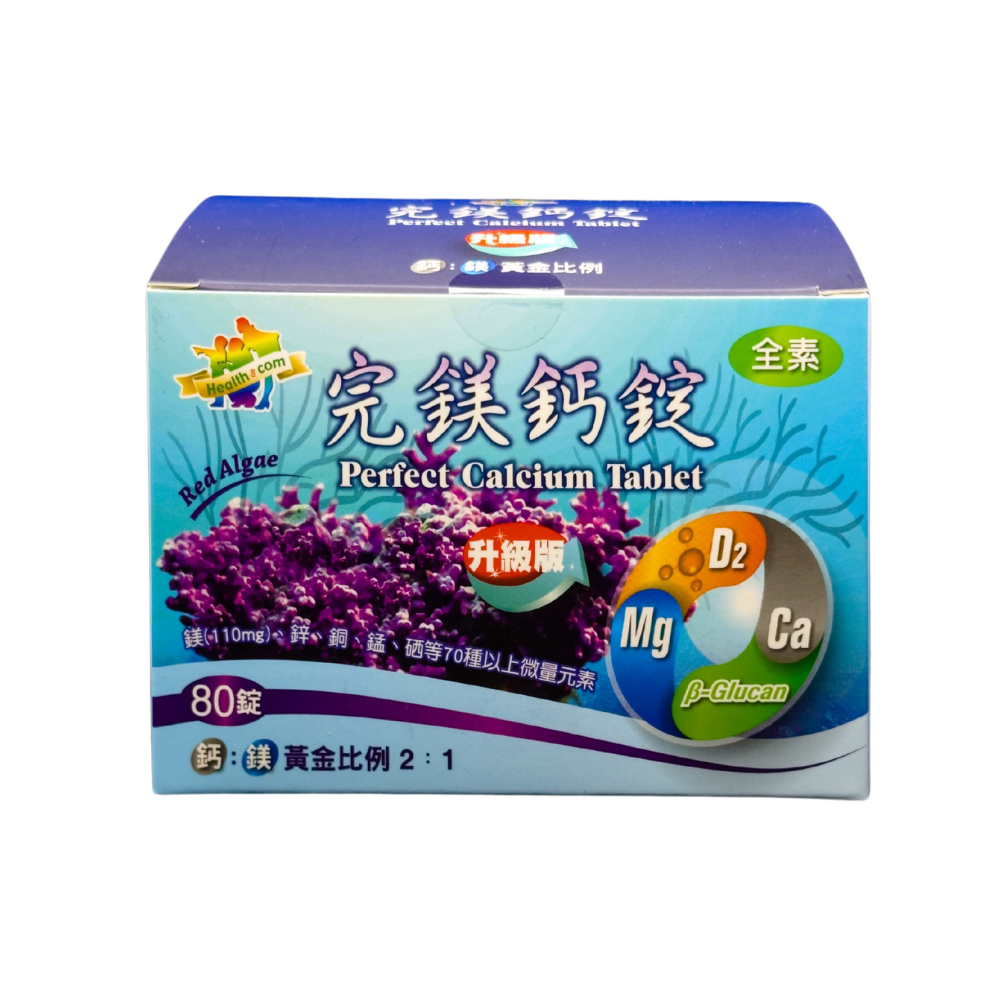 完鎂鈣錠
Perfect Calcium Tablet
升級版
鈣：鎂 黃金比例
Health.com
全素
完鎂鈣錠
Perfect Calcium Tablet
Red Algae
升級版
D2
Mg
Ca
β-Glucan
鎂(110mg)、鋅、銅、錳、硒等70種以上微量元素
80錠
鈣：鎂 黃金比例 2：1